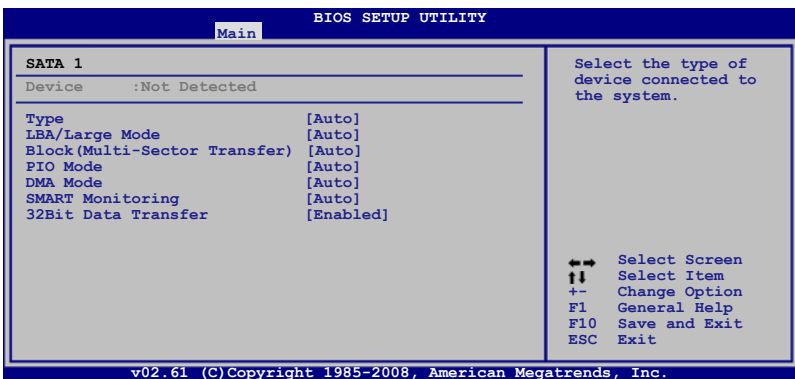 BIOS SETUP UTILITY
Main
SATA 1
Device :Not Detected
Type [Auto]
LBA/Large Mode [Auto]
Block(Multi-Sector Transfer) [Auto]
PIO Mode [Auto]
DMA Mode [Auto]
SMART Monitoring [Auto]
32Bit Data Transfer [Enabled]
Select the type of
device connected to
the system.
Select Screen
Select Item
+- Change Option
F1 General Help
F10 Save and Exit
ESC Exit
v02.61 (C)Copyright 1985-2008, American Megatrends, Inc.